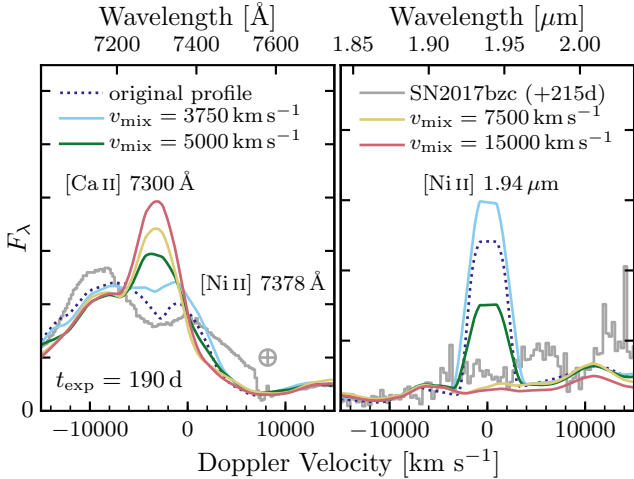 Wavelength [Å]
Wavelength [μm]
7200 7400 7600
1.85 1.90 1.95 2.00
original profile
v_mix = 3750 km s⁻¹
v_mix = 5000 km s⁻¹
SN2017bzc (+215d)
v_mix = 7500 km s⁻¹
v_mix = 15000 km s⁻¹
[Ca II] 7300 Å
[Ni II] 1.94 μm
[Ni II] 7378 Å
F_λ
⊕
t_exp = 190 d
0
−10000 0 10000
−10000 0 10000
Doppler Velocity [km s⁻¹]